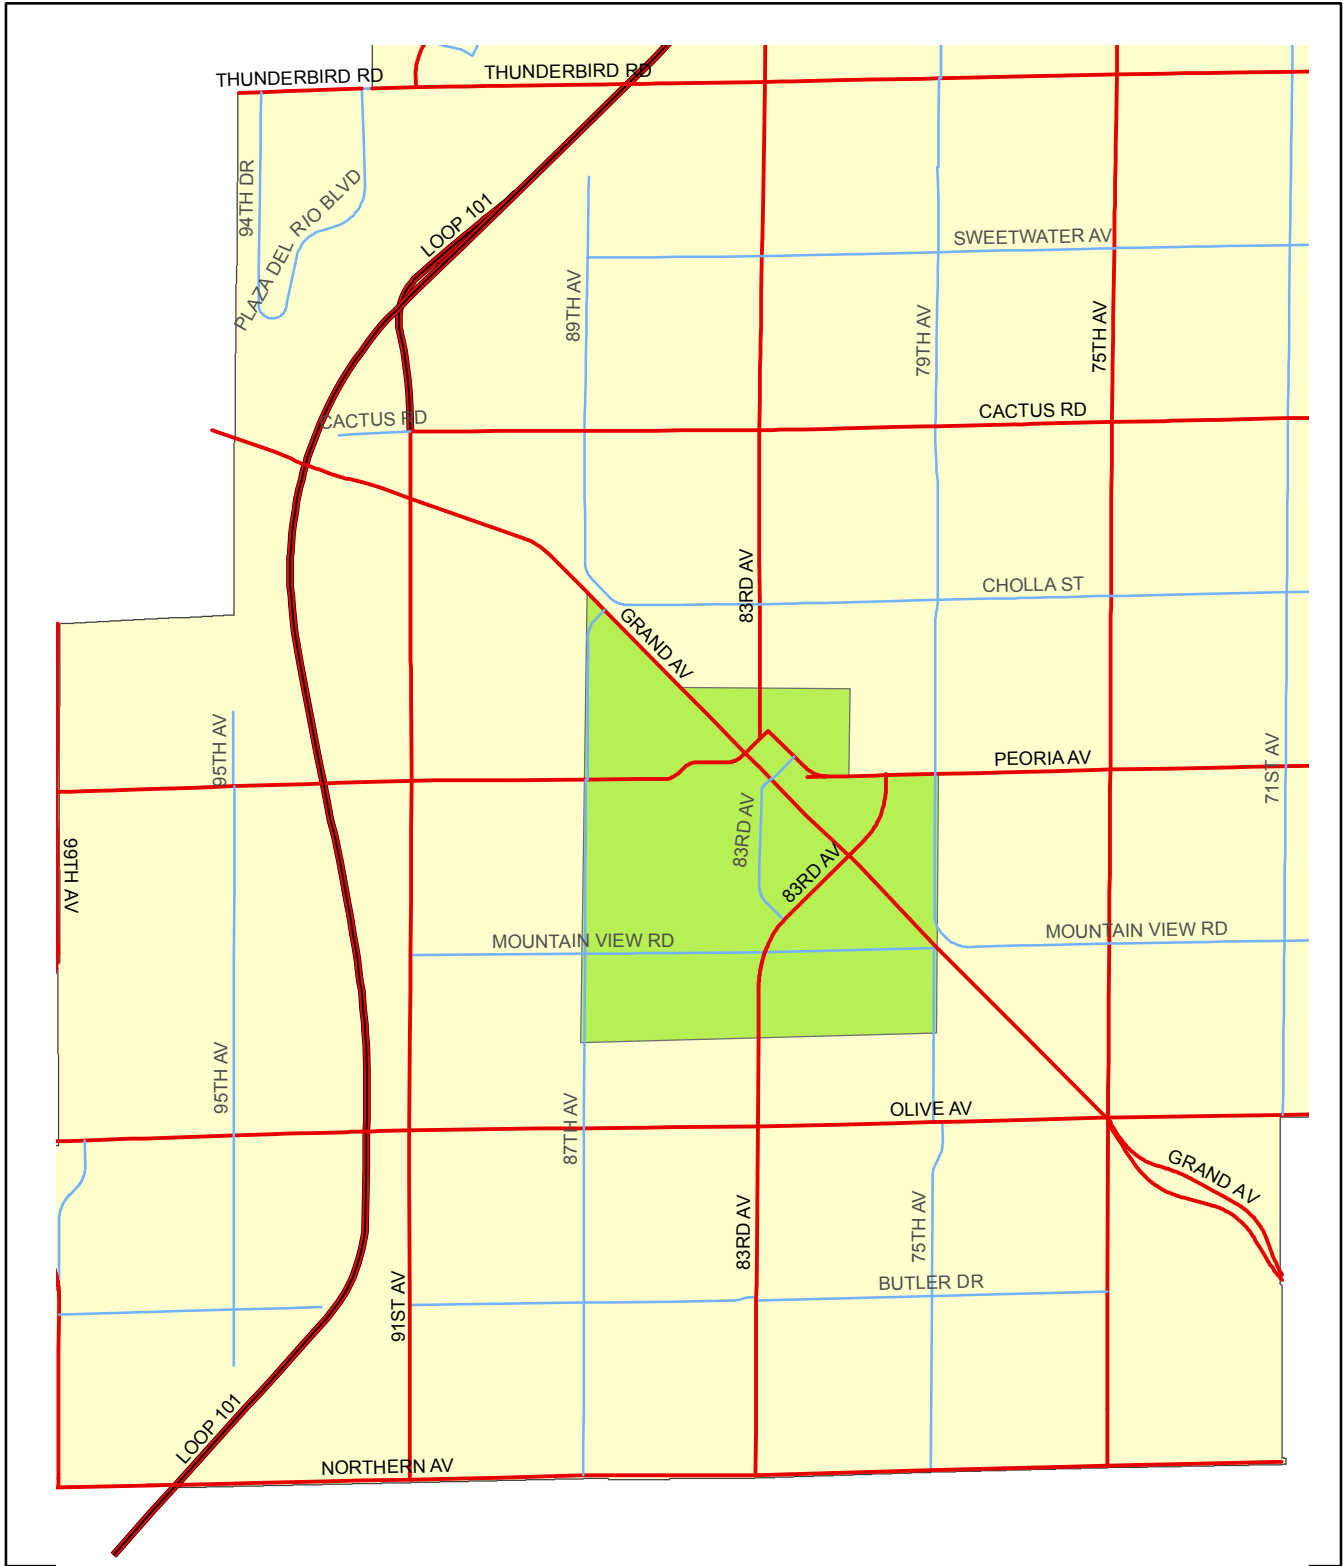 THUNDERBIRD RD
THUNDERBIRD RD
94TH DR
PLAZA DEL RIO BLVD
LOOP 101
SWEETWATER AV
89TH AV
79TH AV
75TH AV
CACTUS RD
CACTUS RD
83RD AV
CHOLLA ST
GRAND AV
95TH AV
PEORIA AV
71ST AV
99TH AV
83RD AV
83RD AV
MOUNTAIN VIEW RD
MOUNTAIN VIEW RD
95TH AV
87TH AV
OLIVE AV
GRAND AV
83RD AV
75TH AV
BUTLER DR
91ST AV
LOOP 101
NORTHERN AV